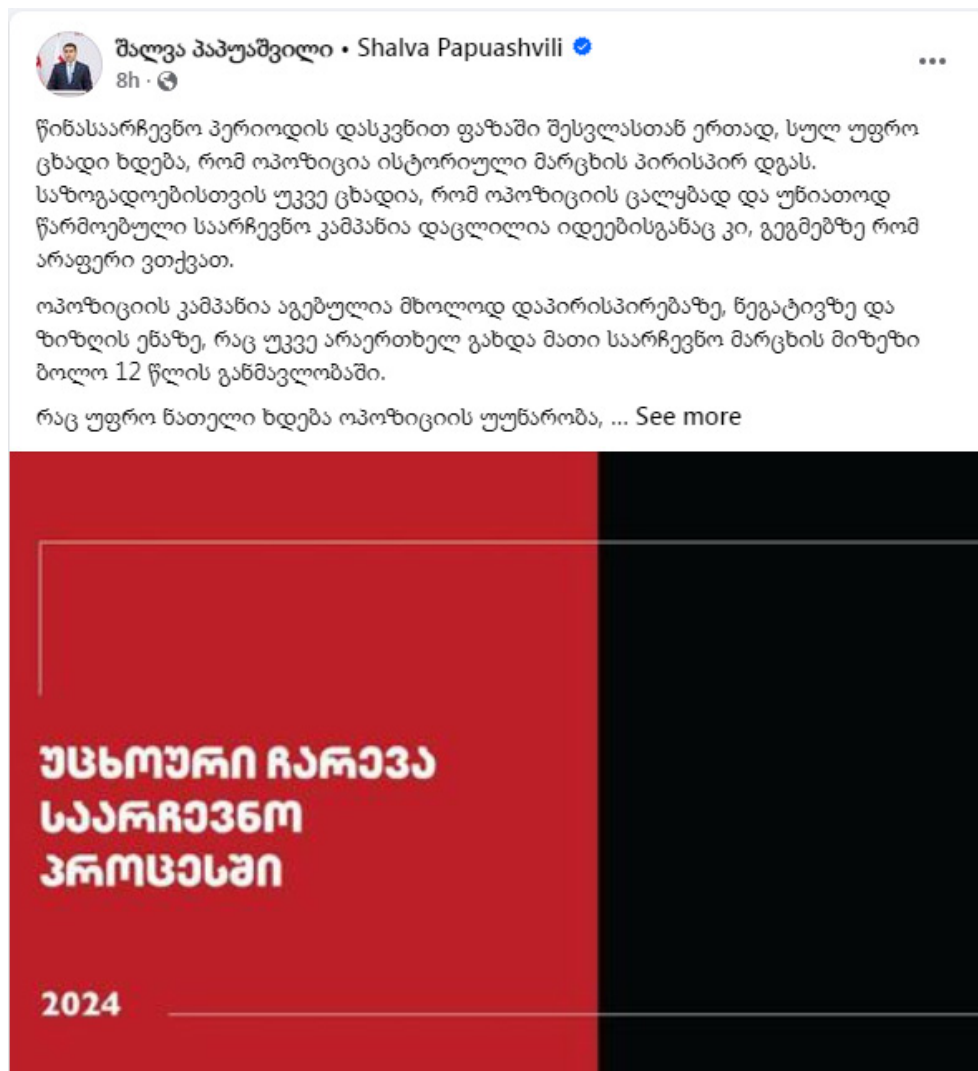 შალვა პაპუაშვილი • Shalva Papuashvili
8h ·
წინასაარჩევნო პერიოდის დასკვნით ფაზაში შესვლასთან ერთად, სულ უფრო
ცხადი ხდება, რომ ოპოზიცია ისტორიული მარცხის პირისპირ დგას.
საზოგადოებისთვის უკვე ცხადია, რომ ოპოზიციის ცალყბად და უნიათოდ
წარმოებული საარჩევნო კამპანია დაცლილია იდეებისგანაც კი, გეგმებზე რომ
არაფერი ვთქვათ.
ოპოზიციის კამპანია აგებულია მხოლოდ დაპირისპირებაზე, ნეგატივზე და
ზიზღის ენაზე, რაც უკვე არაერთხელ გახდა მათი საარჩევნო მარცხის მიზეზი
ბოლო 12 წლის განმავლობაში.
რაც უფრო ნათელი ხდება ოპოზიციის უუნარობა, ... See more
უცხოური ჩარევა
საარჩევნო
პროცესში
2024